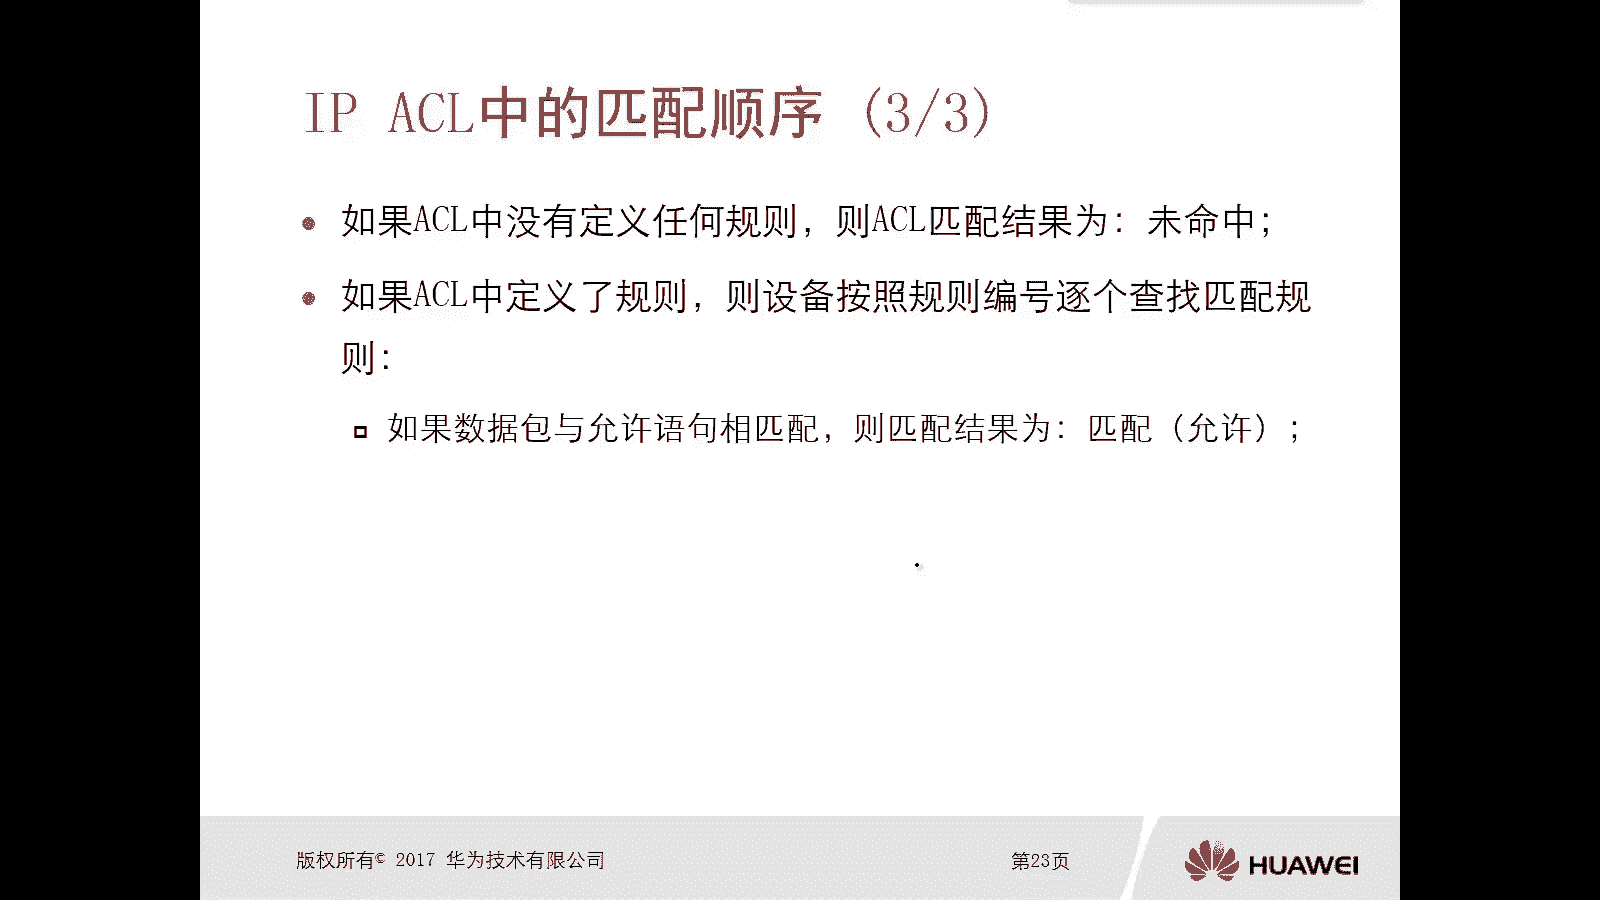 IP ACL中的匹配顺序 (3/3)
如果ACL中没有定义任何规则，则ACL匹配结果为：未命中；
如果ACL中定义了规则，则设备按照规则编号逐个查找匹配规
则：
如果数据包与允许语句相匹配，则匹配结果为：匹配（允许）；
版权所有© 2017 华为技术有限公司
第23页
HUAWEI